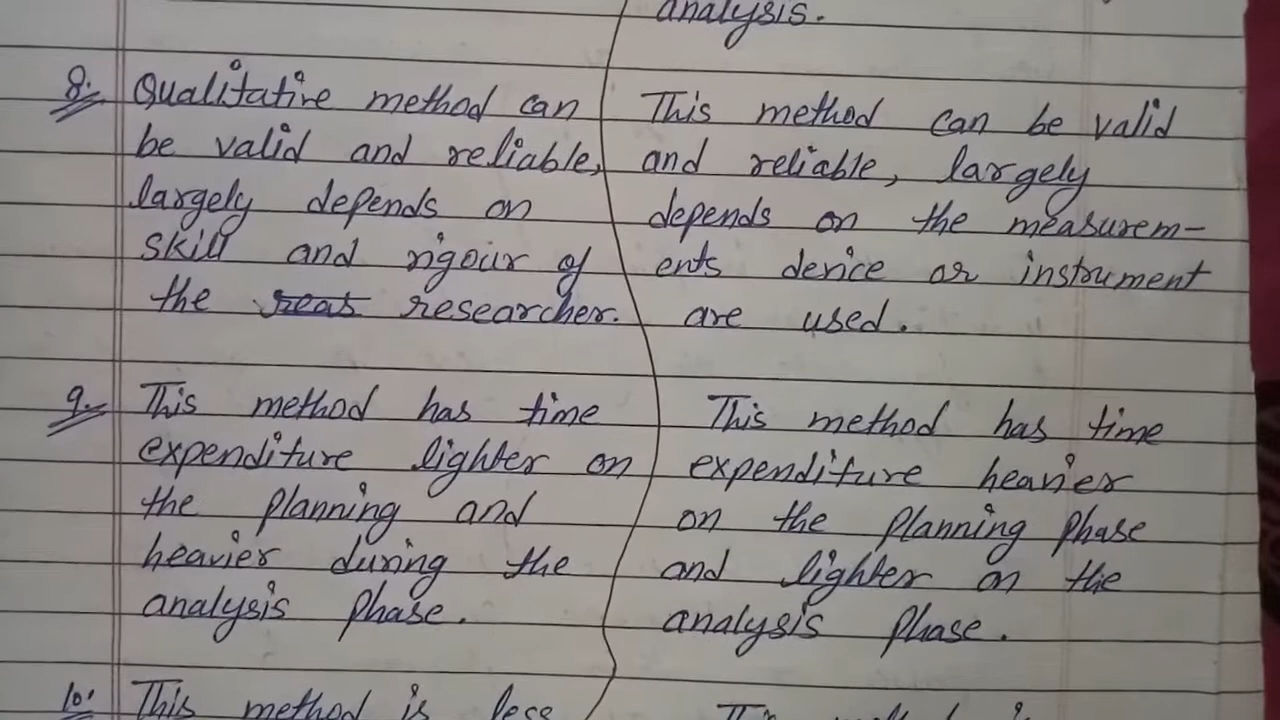 analysis.
8. Qualitative method can
be valid and reliable,
largely depends on
skill and rigour of
the researcher.
This method can be valid
and reliable, largely
depends on the measurem-
ents device or instrument
are used.
9. This method has time
expenditure lighter on
the planning and
heavier during the
analysis phase.
This method has time
expenditure heavier
on the planning phase
and lighter on the
analysis phase.
10. This method is less